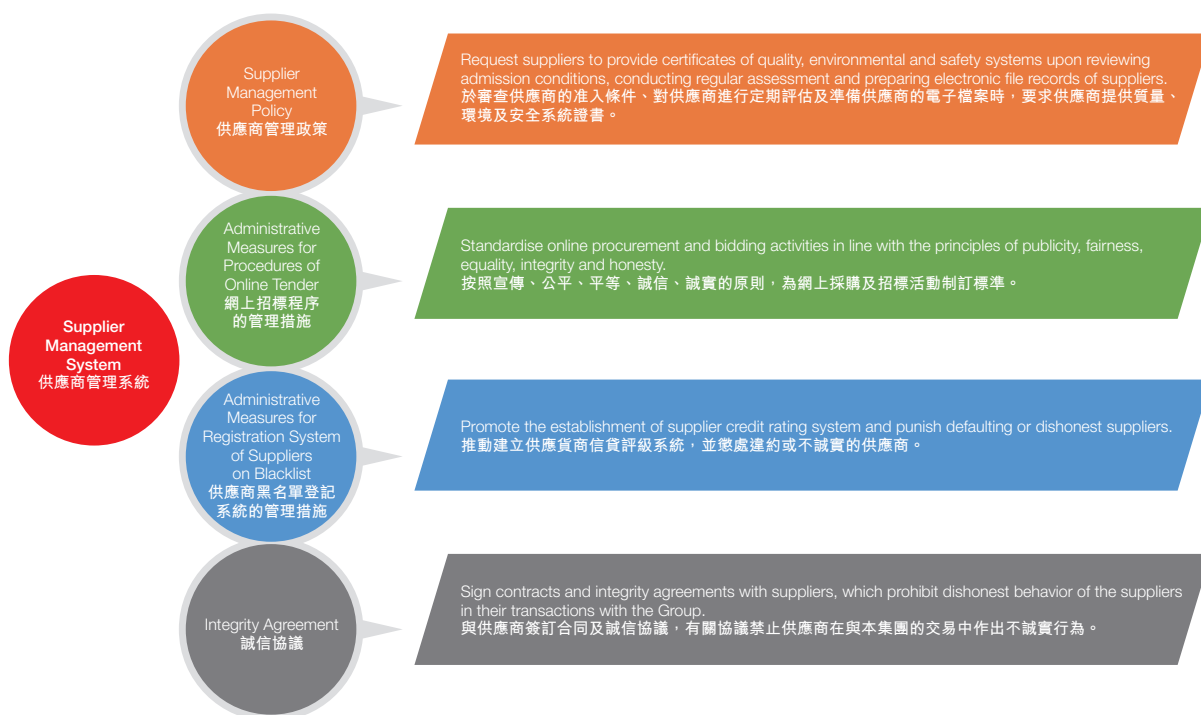 Supplier
Management
System
供應商管理系統
Supplier
Management
Policy
供應商管理政策
Request suppliers to provide certificates of quality, environmental and safety systems upon reviewing
admission conditions, conducting regular assessment and preparing electronic file records of suppliers.
於審查供應商的准入條件、對供應商進行定期評估及準備供應商的電子檔案時，要求供應商提供質量、
環境及安全系統證書。
Administrative
Measures for
Procedures of
Online Tender
網上招標程序
的管理措施
Standardise online procurement and bidding activities in line with the principles of publicity, fairness,
equality, integrity and honesty.
按照宣傳、公平、平等、誠信、誠實的原則，為網上採購及招標活動制訂標準。
Administrative
Measures for
Registration System
of Suppliers
on Blacklist
供應商黑名單登記
系統的管理措施
Promote the establishment of supplier credit rating system and punish defaulting or dishonest suppliers.
推動建立供應貨商信貸評級系統，並懲處違約或不誠實的供應商。
Integrity Agreement
誠信協議
Sign contracts and integrity agreements with suppliers, which prohibit dishonest behavior of the suppliers
in their transactions with the Group.
與供應商簽訂合同及誠信協議，有關協議禁止供應商在與本集團的交易中作出不誠實行為。